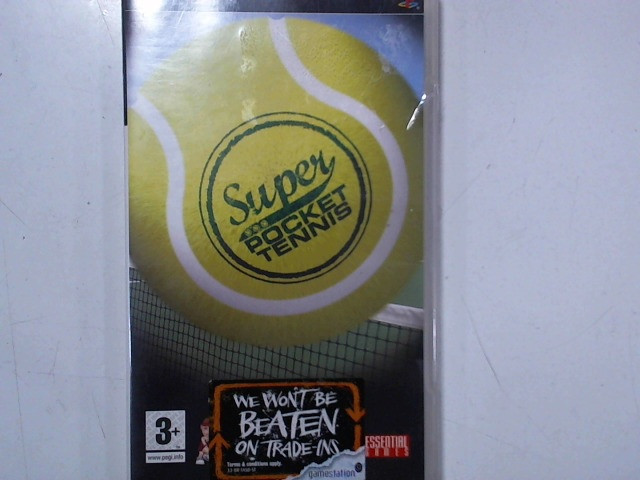 Super
POCKET
TENNIS
WE WON'T BE
BEATEN
ON TRADE-INS
Terms & conditions apply.
gamestation
3+
www.pegi.info
ESSENTIAL